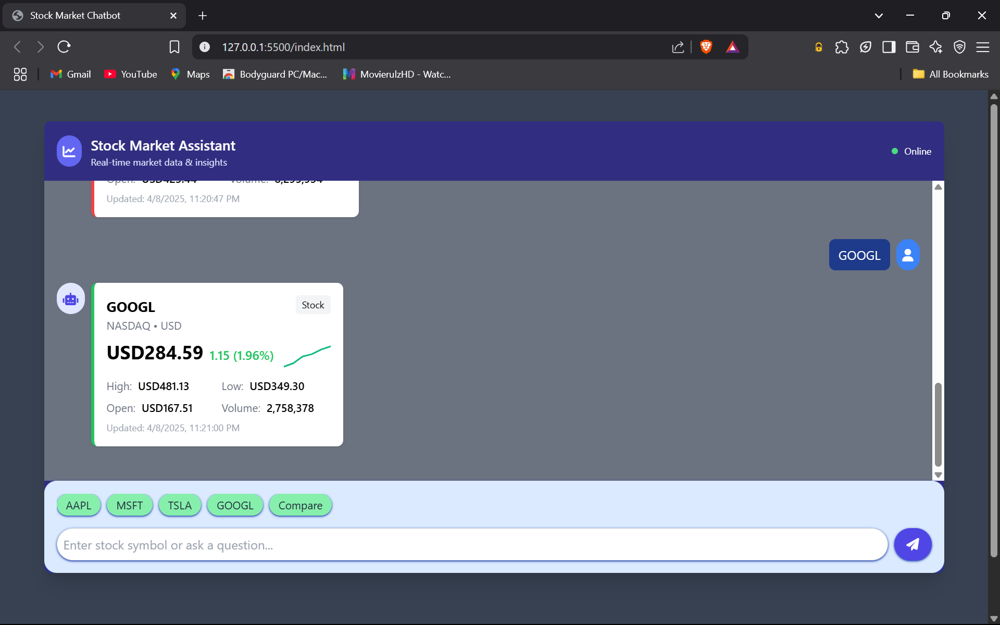 Stock Market Chatbot
127.0.0.1:5500/index.html
Gmail
YouTube
Maps
Bodyguard PC/Mac...
MovierulzHD - Watc...
All Bookmarks
Stock Market Assistant
Real-time market data & insights
Online
Open: Volume:
Updated: 4/8/2025, 11:20:47 PM
GOOGL
GOOGL
Stock
NASDAQ • USD
USD284.59 1.15 (1.96%)
High: USD481.13 Low: USD349.30
Open: USD167.51 Volume: 2,758,378
Updated: 4/8/2025, 11:21:00 PM
AAPL MSFT TSLA GOOGL Compare
Enter stock symbol or ask a question...